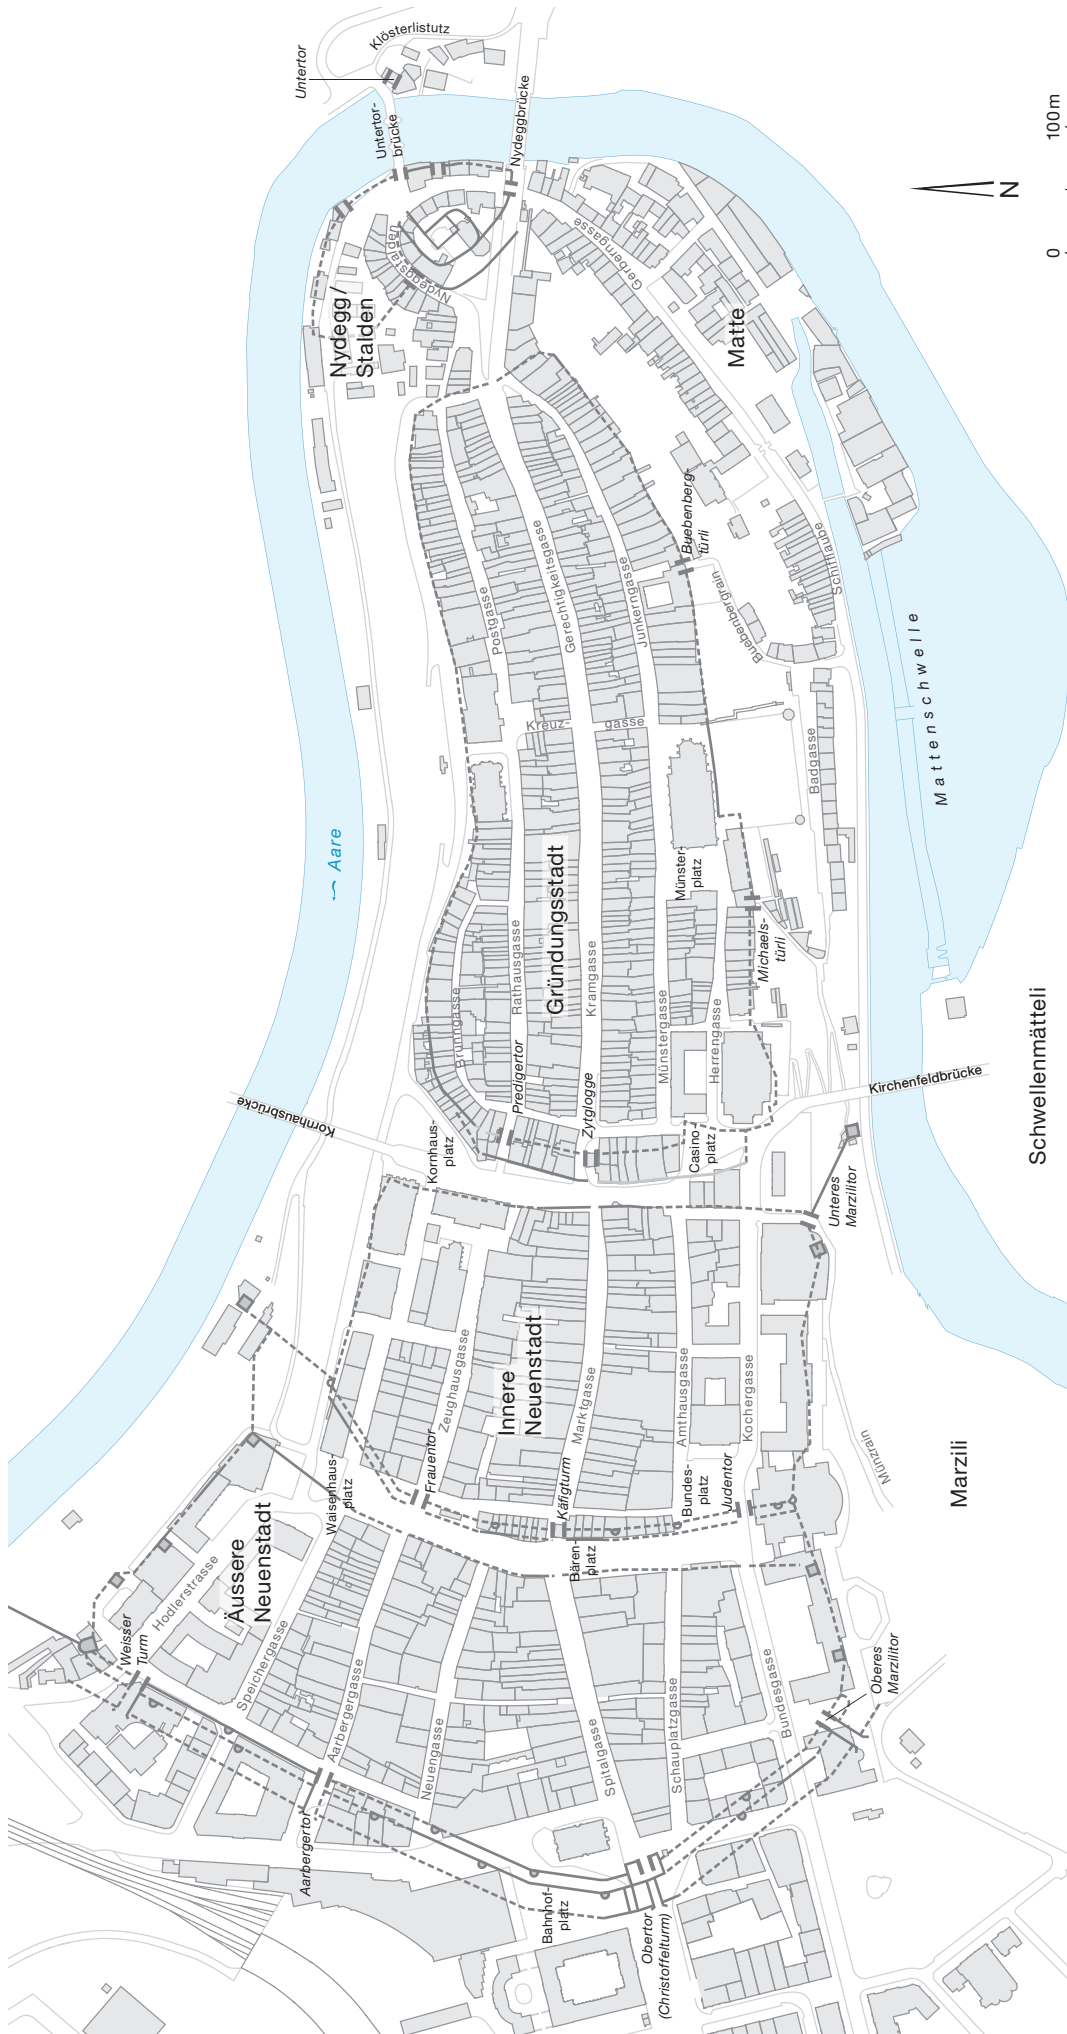 Klösterlistutz
Untertor
Untertor-
brücke
Nydeggbrücke
Nydeggstalden
Nydegg/
Stalden
Gerberngasse
Matte
100 m
0
N
Buebenberg-
türli
Buebenbergrain
Schifflaube
Mattenschwelle
Badgasse
Postgasse
Gerechtigkeitsgasse
Junkerngasse
Kreuz-
gasse
Aare
Münster-
platz
Michaels-
türli
Gründungsstadt
Brunngasse
Rathausgasse
Kramgasse
Münstergasse
Herrengasse
Predigertor
Zytglogge
Kornhausbrücke
Kornhaus-
platz
Casino
platz
Kirchenfeldbrücke
Schwellenmätteli
Unteres
Marzilitor
Zeughausgasse
Innere
Neuenstadt
Marktgasse
Amthausgasse
Kochergasse
Münzrain
Marzili
Frauentor
Käfigturm
Bundes-
platz
Judentor
Waisenhaus-
platz
Bären-
platz
Äussere
Neuenstadt
Hodlerstrasse
Weisser
Turm
Speichergasse
Aarbergergasse
Neuengasse
Spitalgasse
Schauplatzgasse
Bundesgasse
Oberes
Marzilitor
Aarbergertor
Bahnhof-
platz
Obertor
(Christoffelturm)